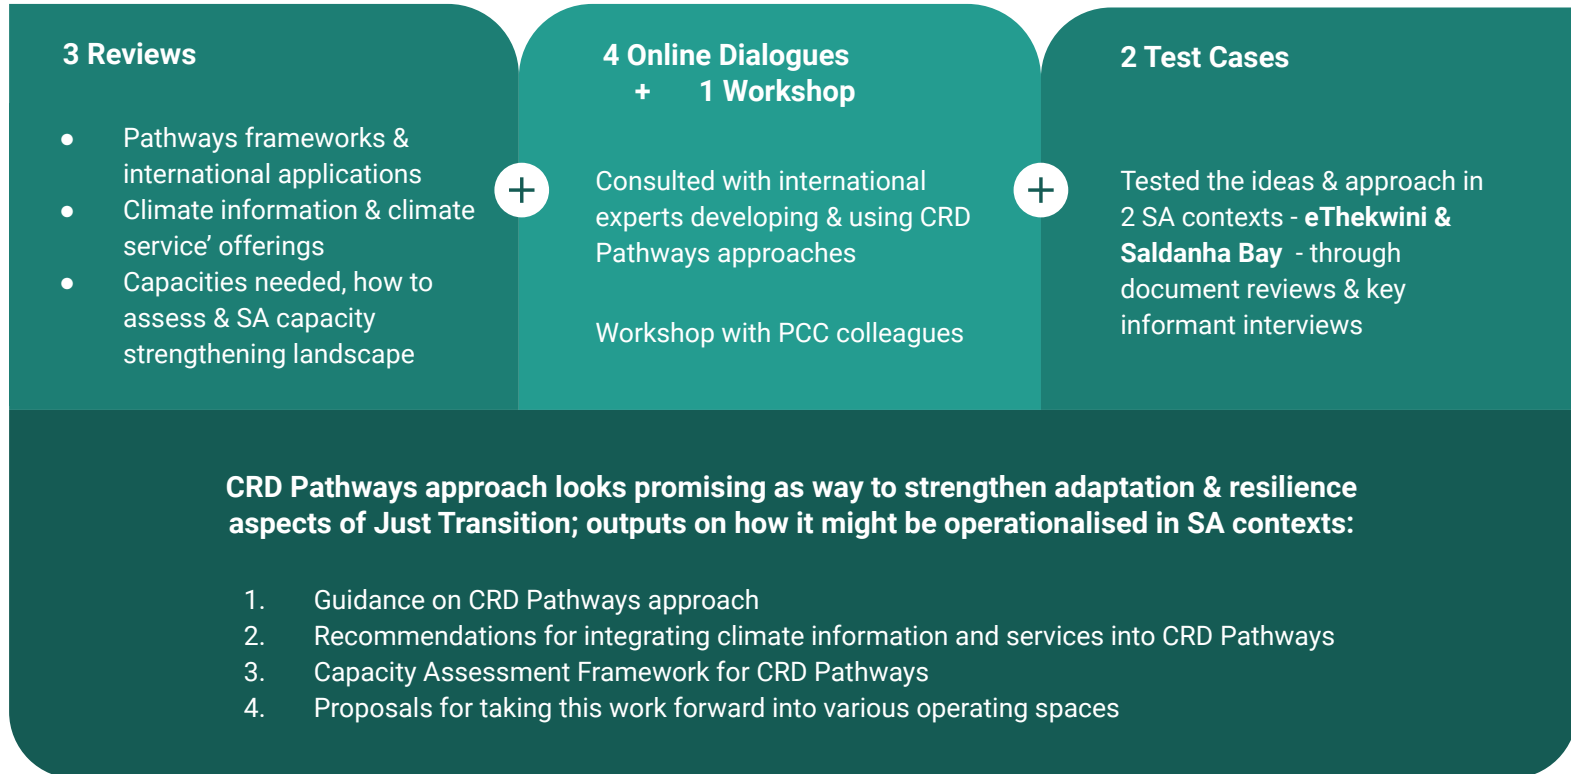 3 Reviews
● Pathways frameworks &
international applications
● Climate information & climate
service’ offerings
● Capacities needed, how to
assess & SA capacity
strengthening landscape
+
4 Online Dialogues
+ 1 Workshop
Consulted with international
experts developing & using CRD
Pathways approaches
Workshop with PCC colleagues
+
2 Test Cases
Tested the ideas & approach in
2 SA contexts - eThekwini &
Saldanha Bay - through
document reviews & key
informant interviews
CRD Pathways approach looks promising as way to strengthen adaptation & resilience
aspects of Just Transition; outputs on how it might be operationalised in SA contexts:
1. Guidance on CRD Pathways approach
2. Recommendations for integrating climate information and services into CRD Pathways
3. Capacity Assessment Framework for CRD Pathways
4. Proposals for taking this work forward into various operating spaces